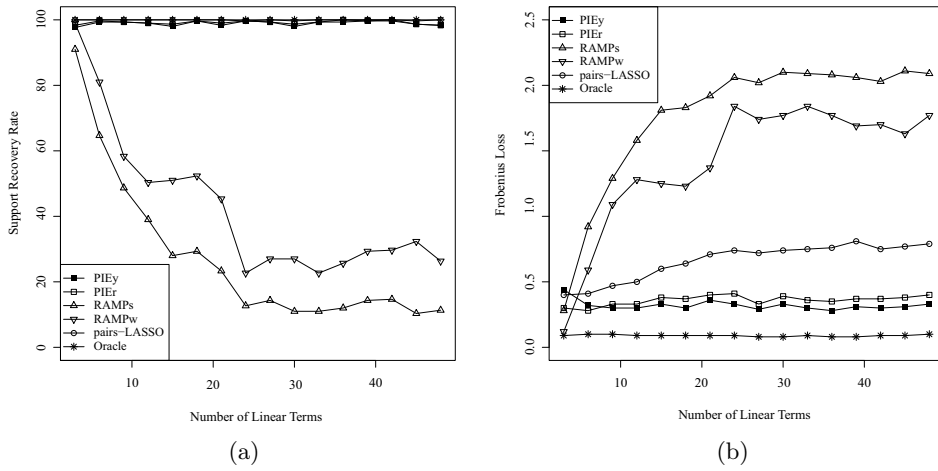 Support Recovery Rate
100
80
60
40
20
0
PIEy
PIEr
RAMPs
RAMPw
pairs−LASSO
Oracle
10
20
30
40
Number of Linear Terms
(a)
Frobenius Loss
2.5
2.0
1.5
1.0
0.5
0.0
PIEy
PIEr
RAMPs
RAMPw
pairs−LASSO
Oracle
10
20
30
40
Number of Linear Terms
(b)